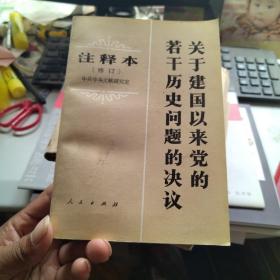 关于建国以来党的
若干历史问题的决议
注释本
（修订）
中共中央文献研究室
人民出版社